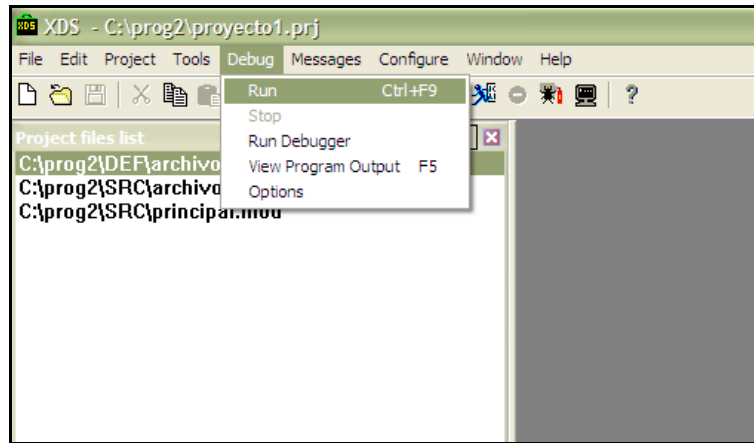 XDS - C:\prog2\proyecto1.prj
File Edit Project Tools Debug Messages Configure Window Help
Run Ctrl+F9
Stop
Run Debugger
View Program Output F5
Options
Project files list
C:\prog2\DEF\archivo
C:\prog2\SRC\archivo
C:\prog2\SRC\principal.mod